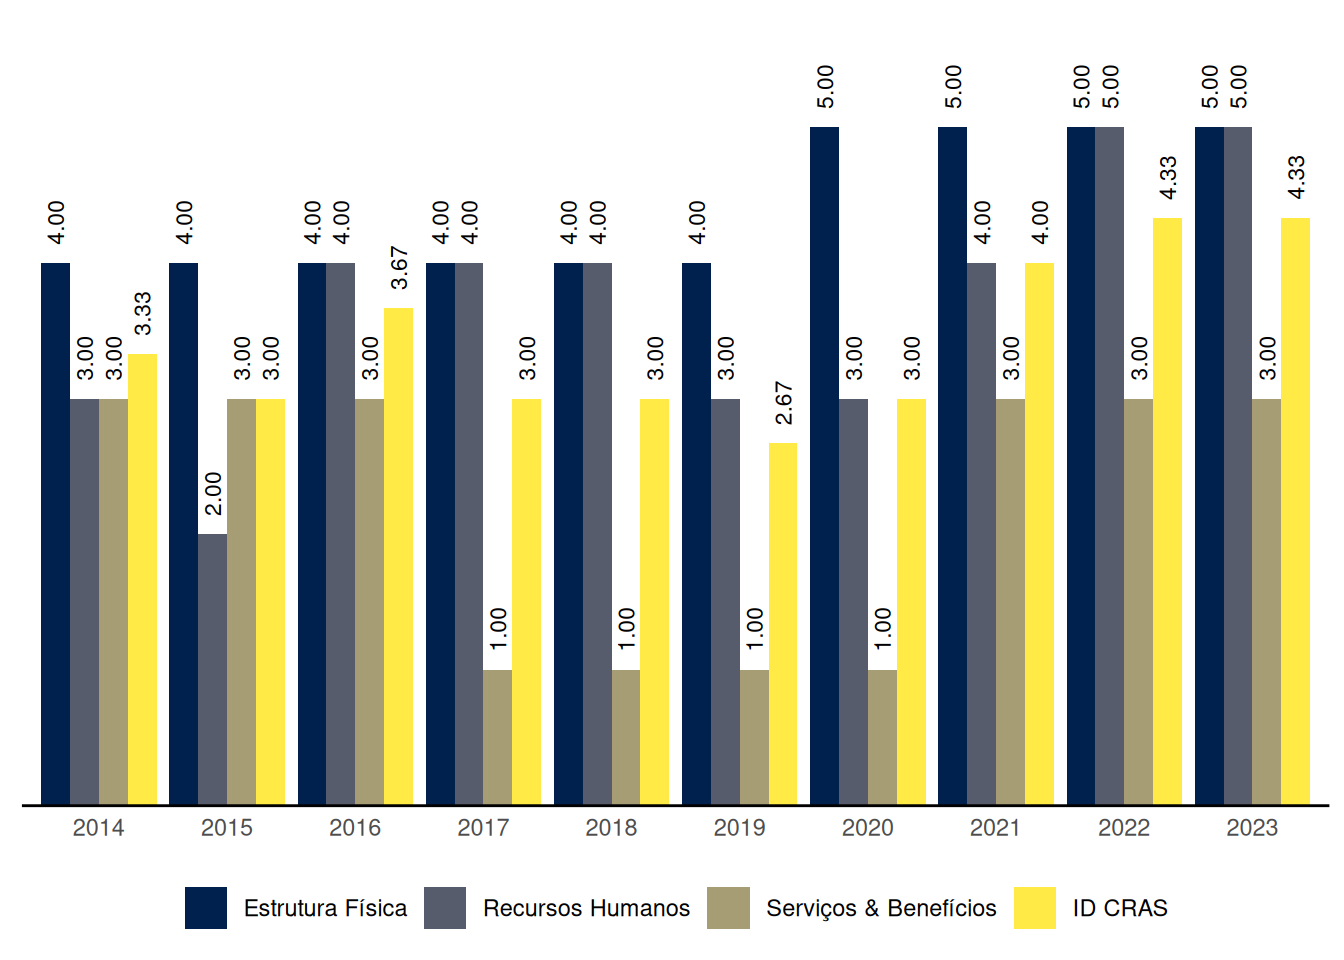 5.00 5.00 5.00 5.00 5.00 5.00
4.33 4.33
4.00 4.00 4.00 4.00 4.00 4.00 4.00 4.00 4.00 4.00 4.00
3.67
3.33
3.00 3.00 3.00 3.00 3.00 3.00 3.00 3.00 3.00 3.00 3.00 3.00 3.00
2.67
2.00
1.00 1.00 1.00 1.00
2014 2015 2016 2017 2018 2019 2020 2021 2022 2023
Estrutura Física Recursos Humanos Serviços & Benefícios ID CRAS